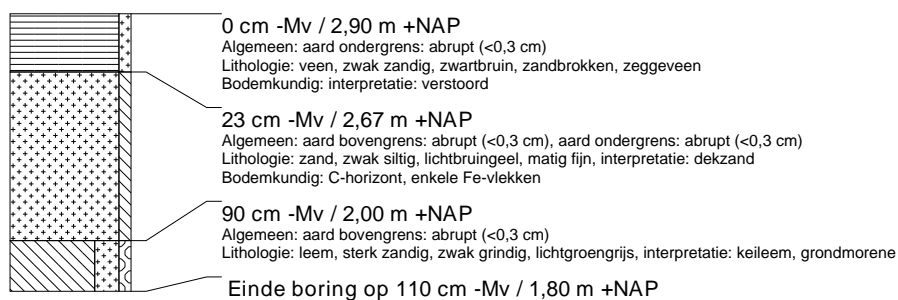 0 cm -Mv / 2,90 m +NAP
Algemeen: aard ondergrens: abrupt (<0,3 cm)
Lithologie: veen, zwak zandig, zwartbruin, zandbrokken, zeggeveen
Bodemkundig: interpretatie: verstoord
23 cm -Mv / 2,67 m +NAP
Algemeen: aard bovengrens: abrupt (<0,3 cm), aard ondergrens: abrupt (<0,3 cm)
Lithologie: zand, zwak siltig, lichtbruingeel, matig fijn, interpretatie: dekzand
Bodemkundig: C-horizont, enkele Fe-vlekken
90 cm -Mv / 2,00 m +NAP
Algemeen: aard bovengrens: abrupt (<0,3 cm)
Lithologie: leem, sterk zandig, zwak grindig, lichtgroengrijs, interpretatie: keileem, grondmorene
Einde boring op 110 cm -Mv / 1,80 m +NAP